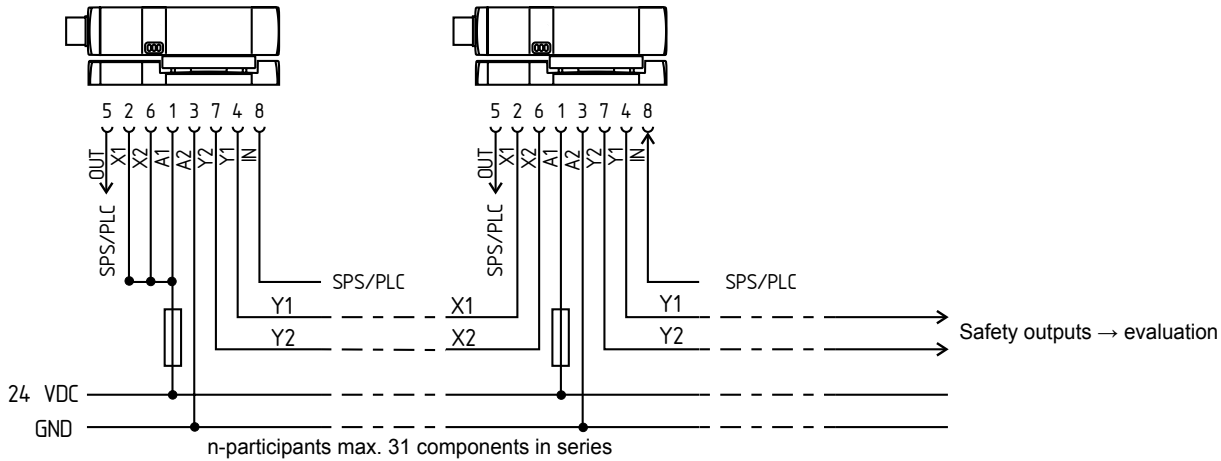 5 2 6 1 3 7 4 8
5 2 6 1 3 7 4 8
OUT X1 X2 A1 A2 Y2 Y1 IN
OUT X1 X2 A1 A2 Y2 Y1 IN
SPS/PLC
SPS/PLC
SPS/PLC
SPS/PLC
Y1 X1 Y1
Y2 X2 Y2
Safety outputs → evaluation
24 VDC
GND
n-participants max. 31 components in series